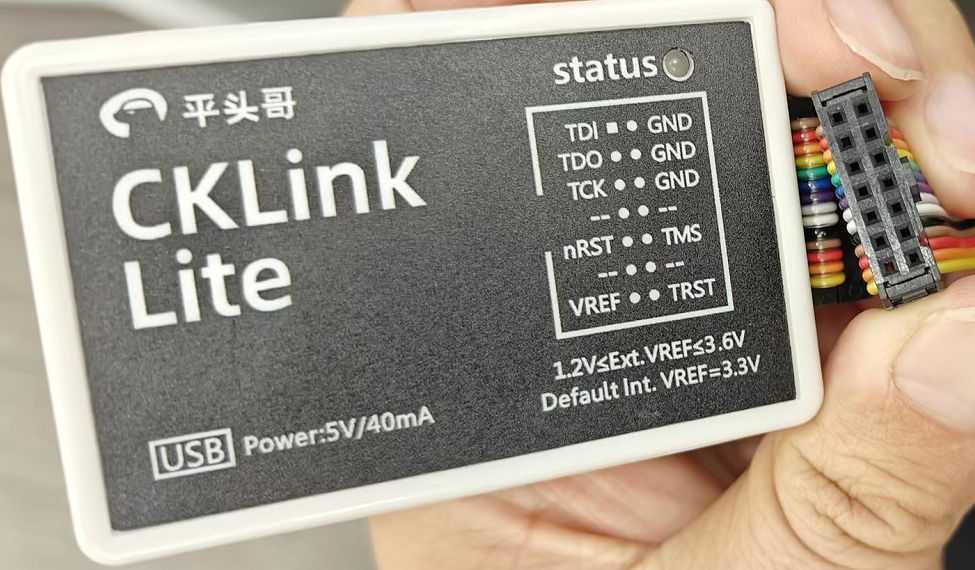 status
平头哥
CKLink
Lite
TDI GND
TDO GND
TCK GND
-- --
nRST TMS
-- --
VREF TRST
1.2V≤Ext.VREF≤3.6V
Default Int. VREF=3.3V
USB Power:5V/40mA